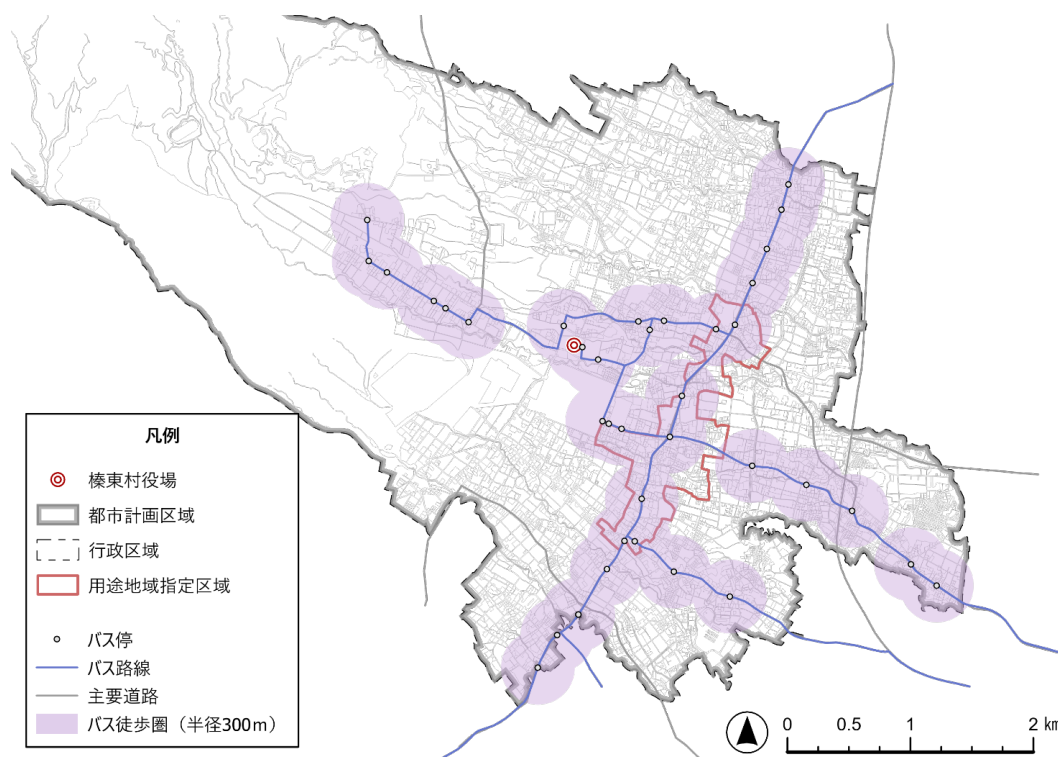 凡例
榛東村役場
都市計画区域
行政区域
用途地域指定区域
バス停
バス路線
主要道路
バス徒歩圏（半径300m）
0 0.5 1 2 km